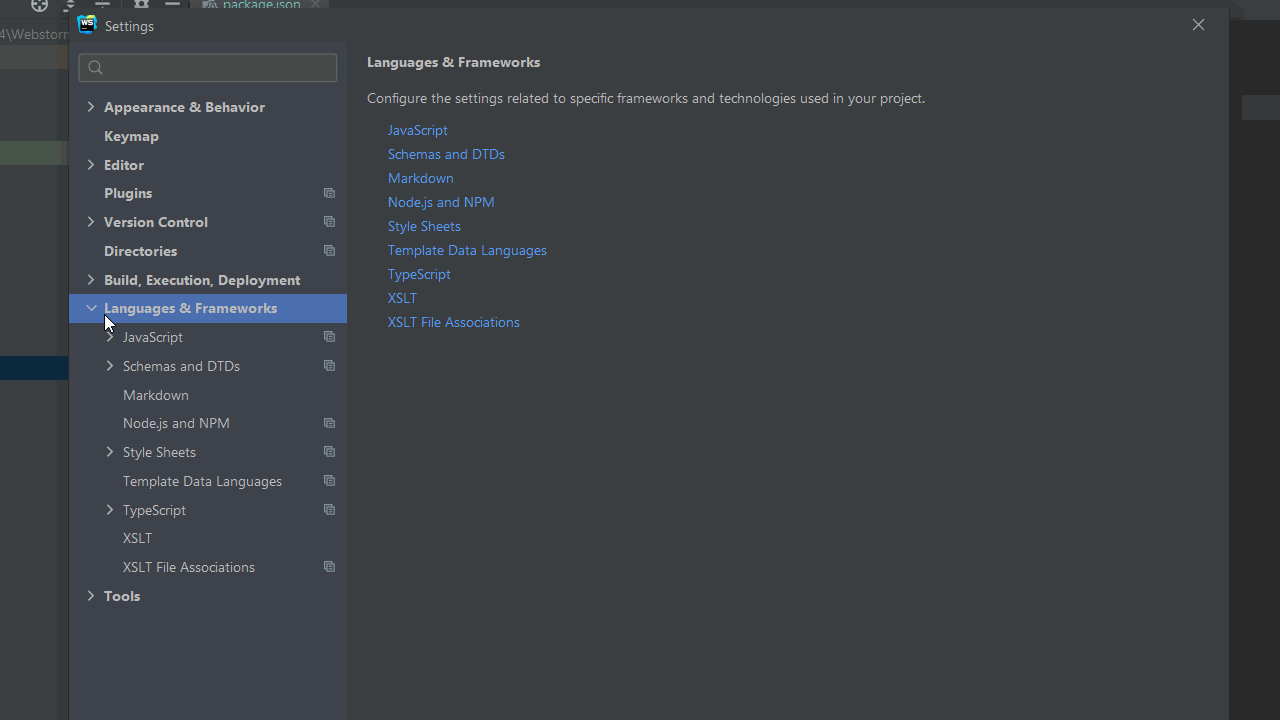 package.json
4\Webstorm
WS
Settings
Appearance & Behavior
Keymap
Editor
Plugins
Version Control
Directories
Build, Execution, Deployment
Languages & Frameworks
JavaScript
Schemas and DTDs
Markdown
Node.js and NPM
Style Sheets
Template Data Languages
TypeScript
XSLT
XSLT File Associations
Tools
Languages & Frameworks
Configure the settings related to specific frameworks and technologies used in your project.
JavaScript
Schemas and DTDs
Markdown
Node.js and NPM
Style Sheets
Template Data Languages
TypeScript
XSLT
XSLT File Associations